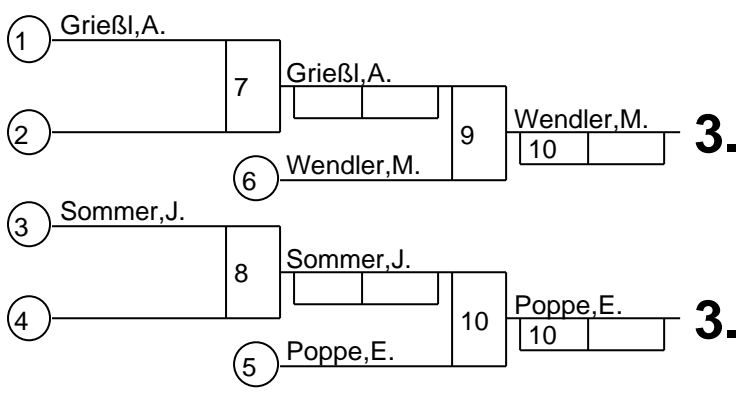 1 Grießl,A.
7 Grießl,A.
2
9 Wendler,M. 3.
10
6 Wendler,M.
3 Sommer,J.
8 Sommer,J.
4
10 Poppe,E. 3.
10
5 Poppe,E.